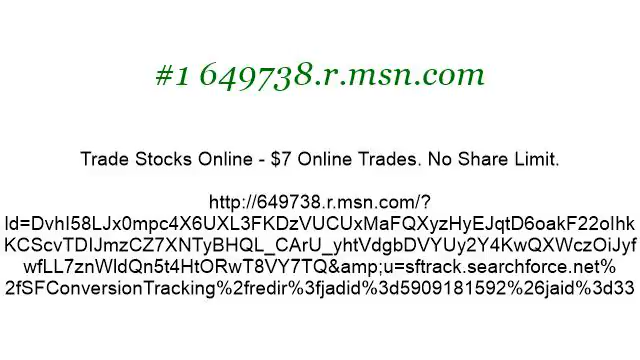 #1 649738.r.msn.com
Trade Stocks Online - $7 Online Trades. No Share Limit.
http://649738.r.msn.com/?
ld=DvhI58LJx0mpc4X6UXL3FKDzVUCUxMaFQXyzHyEJqtD6oakF22oIhk
KCScvTDIJmzCZ7XNTyBHQL_CArU_yhtVdgbDVYUy2Y4KwQXWczOiJyf
wfLL7znWldQn5t4HtORwT8VY7TQ&amp;u=sftrack.searchforce.net%
2fSFConversionTracking%2fredir%3fjadid%3d5909181592%26jaid%3d33